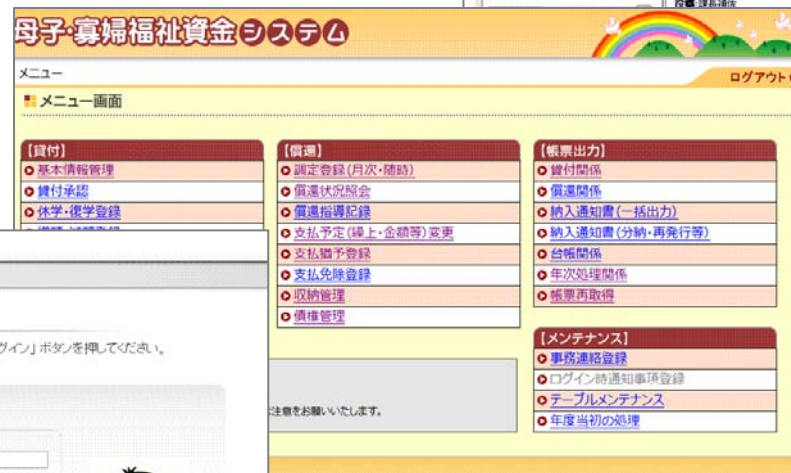 母子・寡婦福祉資金システム
メニュー
ログアウト
メニュー画面
【貸付】
基本情報管理
貸付承認
休学・復学登録
【償還】
調定登録(月次・随時)
償還状況照会
償還指導記録
支払予定(繰上・金額等)変更
支払猶予登録
支払免除登録
収納管理
債権管理
【帳票出力】
貸付関係
償還関係
納入通知書(一括出力)
納入通知書(分納・再発行等)
台帳関係
年次処理関係
帳票再取得
【メンテナンス】
事務連絡登録
ログイン時通知事項登録
テーブルメンテナンス
年度当初の処理
グイン」ボタンを押してください。
注意をお願いいたします。